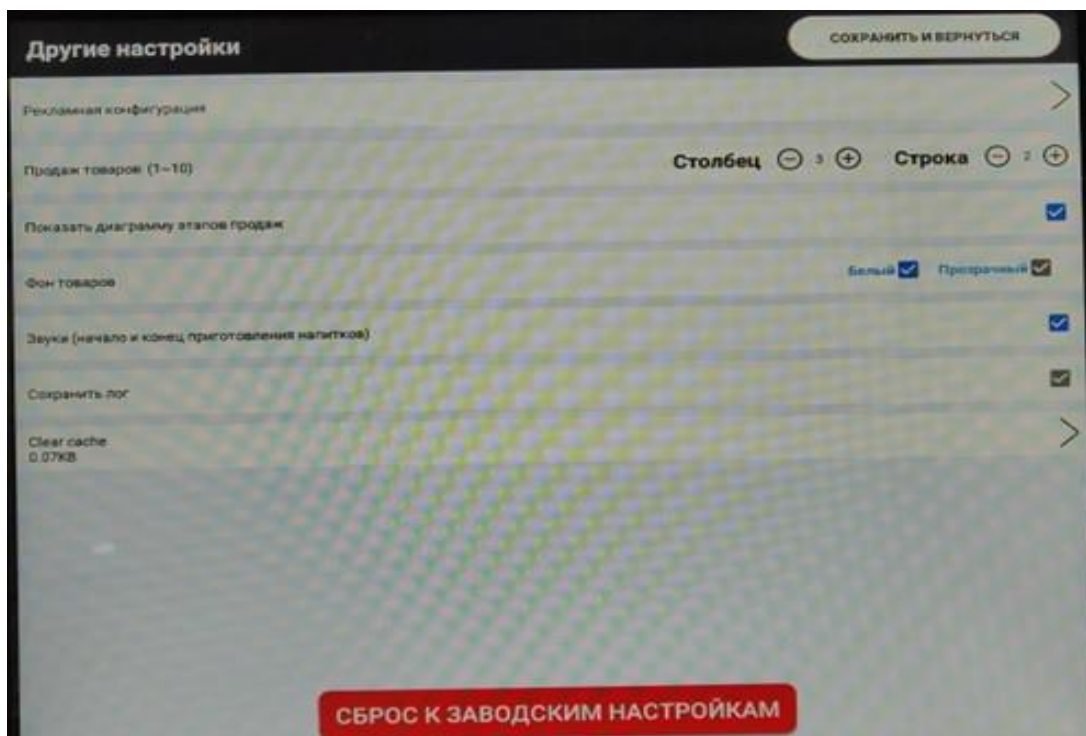 Другие настройки
СОХРАНИТЬ И ВЕРНУТЬСЯ
Рекламная конфигурация
Продаж товаров (1~10) Столбец 3 Строка 2
Показать диаграмму этапов продаж
Фон товаров Белый Прозрачный
Звуки (начало и конец приготовления напитков)
Сохранить лог
Clear cache
0.07KB
СБРОС К ЗАВОДСКИМ НАСТРОЙКАМ